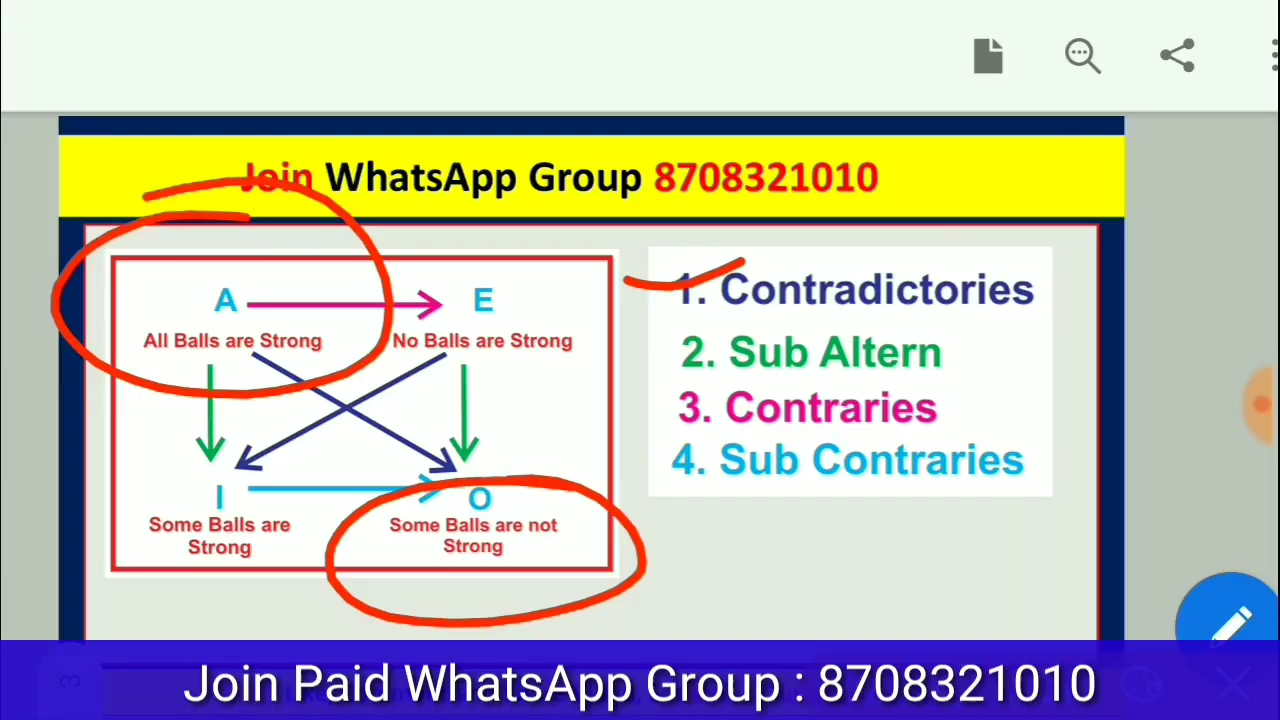 Join WhatsApp Group 8708321010
A
E
All Balls are Strong
No Balls are Strong
I
O
Some Balls are
Strong
Some Balls are not
Strong
1. Contradictories
2. Sub Altern
3. Contraries
4. Sub Contraries
Join Paid WhatsApp Group : 8708321010